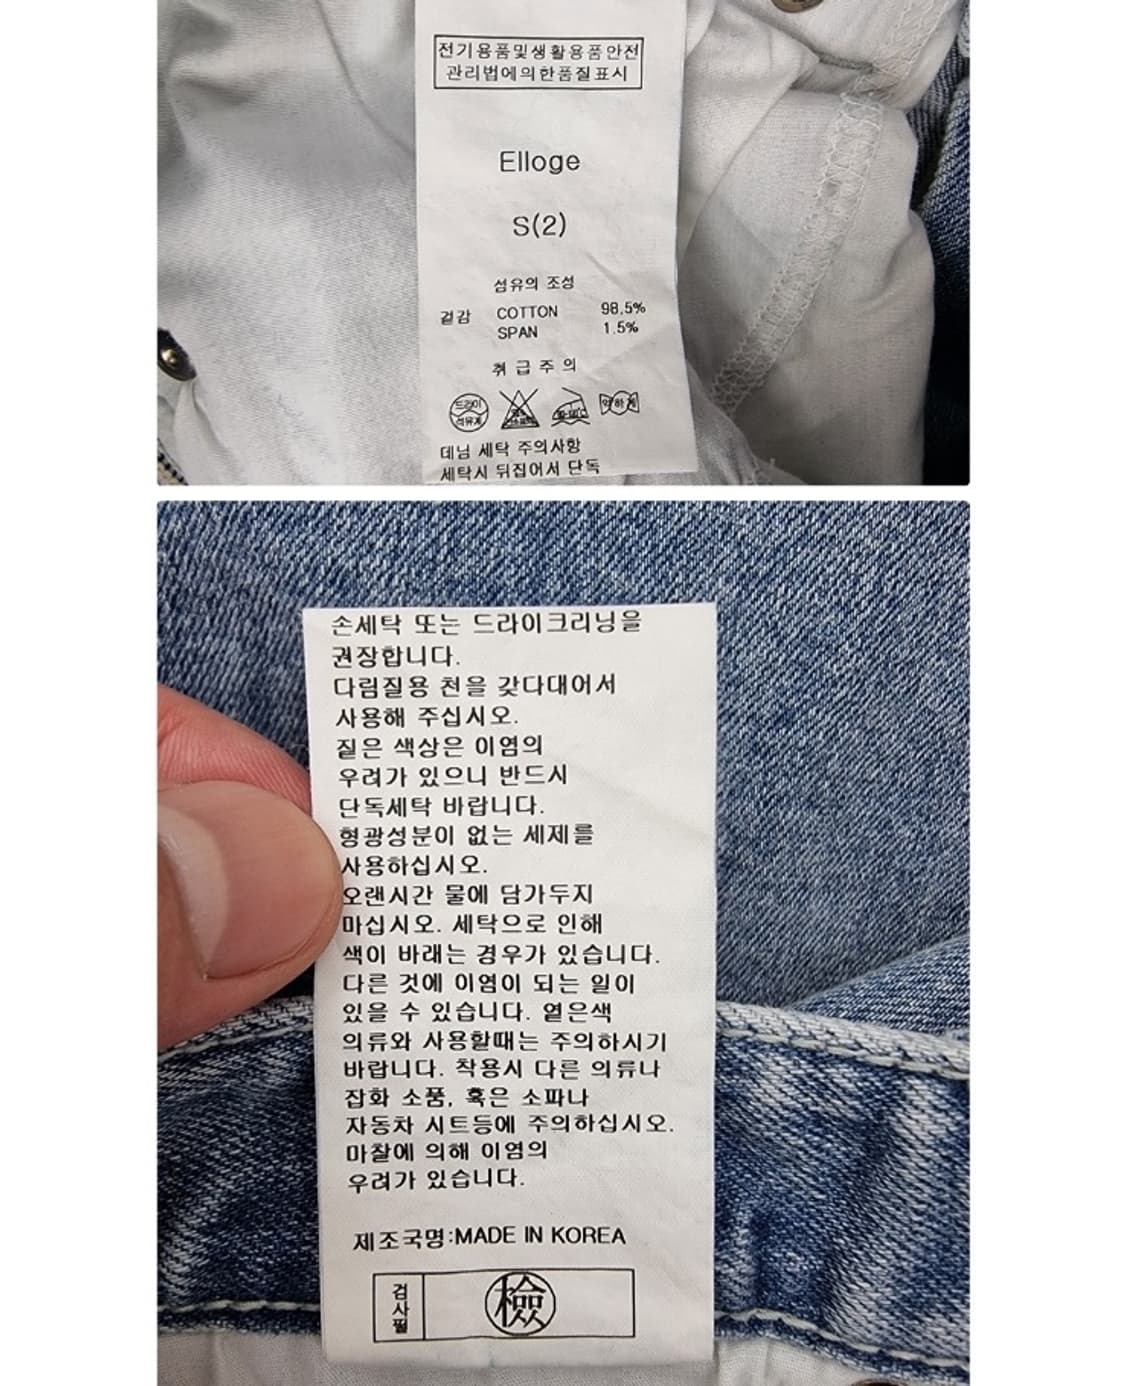 전기용품및생활용품안전
관리법에의한품질표시
Elloge
S(2)
섬유의 조성
겉감 COTTON 98.5%
SPAN 1.5%
취급주의
드라이
석유계
약하게
데님 세탁 주의사항
세탁시 뒤집어서 단독
손세탁 또는 드라이크리닝을
권장합니다.
다림질용 천을 갖다대어서
사용해 주십시오.
짙은 색상은 이염의
우려가 있으니 반드시
단독세탁 바랍니다.
형광성분이 없는 세제를
사용하십시오.
오랜시간 물에 담가두지
마십시오. 세탁으로 인해
색이 바래는 경우가 있습니다.
다른 것에 이염이 되는 일이
있을 수 있습니다. 옅은색
의류와 사용할때는 주의하시기
바랍니다. 착용시 다른 의류나
잡화 소품, 혹은 소파나
자동차 시트등에 주의하십시오.
마찰에 의해 이염의
우려가 있습니다.
제조국명:MADE IN KOREA
검사필 檢